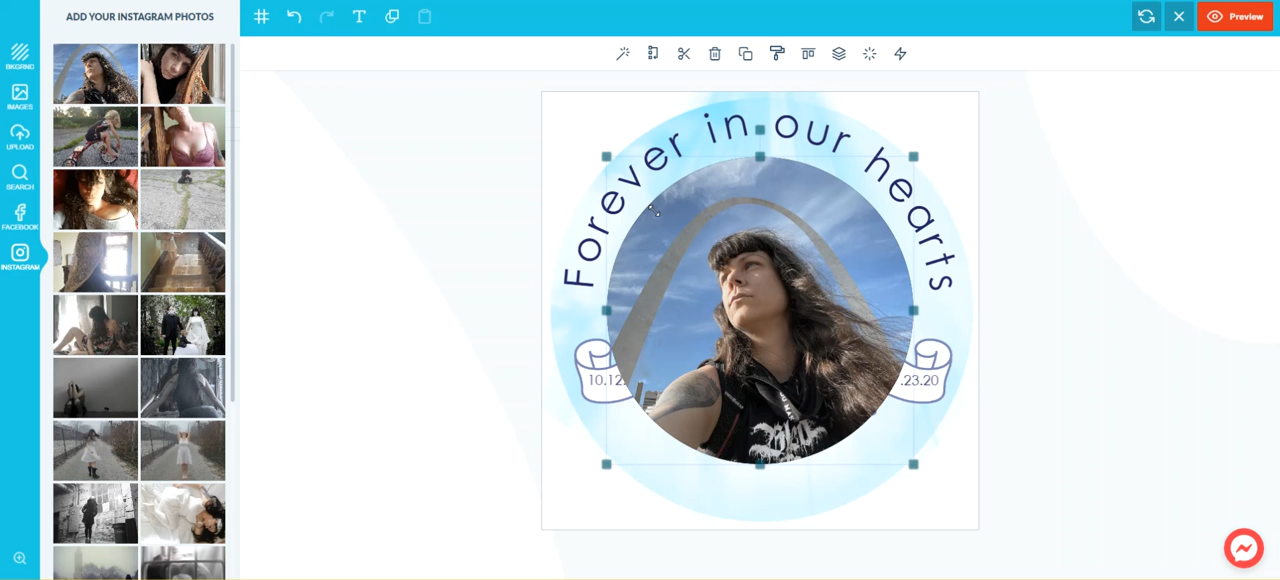 ADD YOUR INSTAGRAM PHOTOS
Preview
BKGRND
IMAGES
UPLOAD
SEARCH
FACEBOOK
INSTAGRAM
Forever in our hearts
10.12.
.23.20